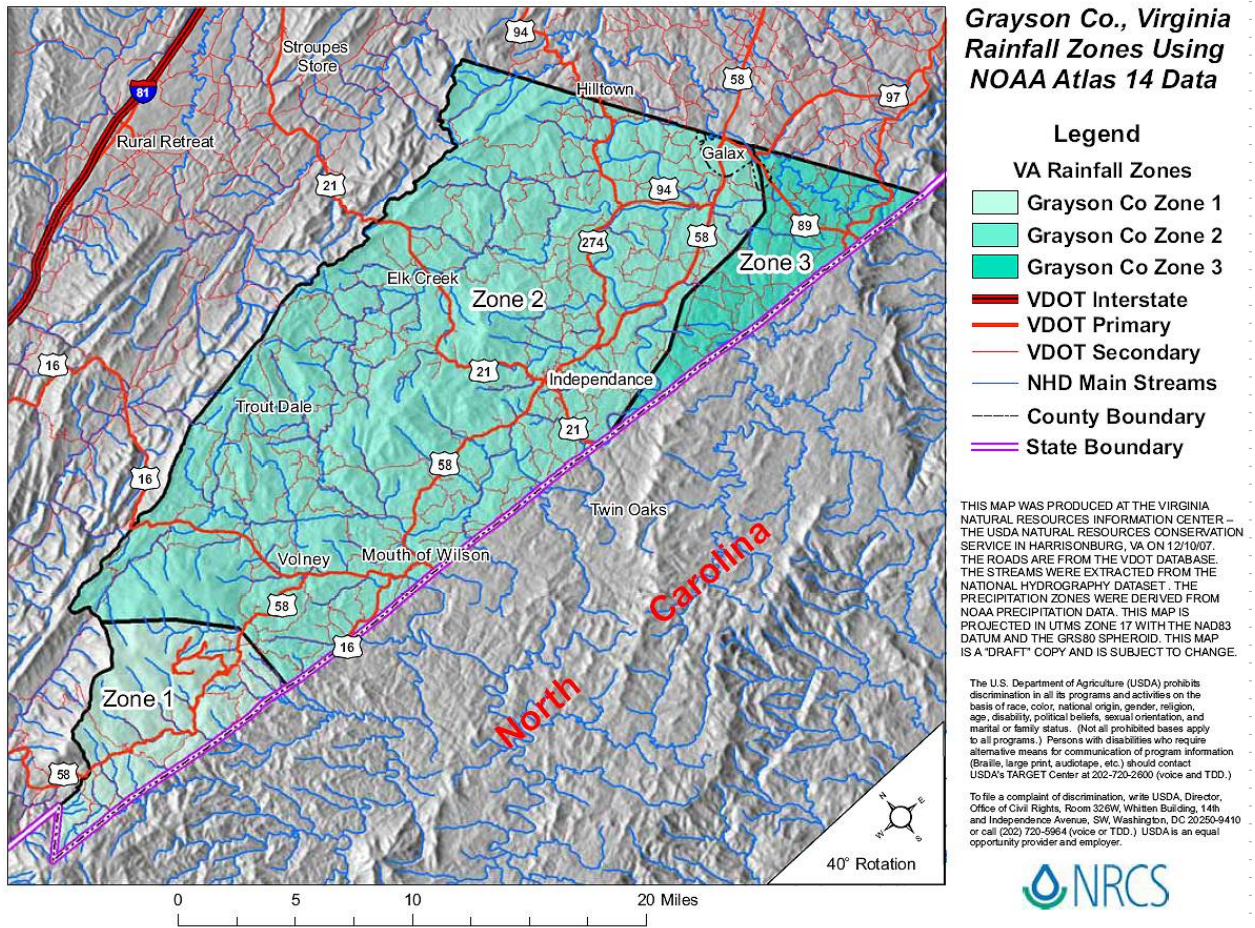 Grayson Co., Virginia
Rainfall Zones Using
NOAA Atlas 14 Data
Legend
VA Rainfall Zones
Grayson Co Zone 1
Grayson Co Zone 2
Grayson Co Zone 3
VDOT Interstate
VDOT Primary
VDOT Secondary
NHD Main Streams
County Boundary
State Boundary
THIS MAP WAS PRODUCED AT THE VIRGINIA
NATURAL RESOURCES INFORMATION CENTER –
THE USDA NATURAL RESOURCES CONSERVATION
SERVICE IN HARRISONBURG, VA ON 12/10/07.
THE ROADS ARE FROM THE VDOT DATABASE.
THE STREAMS WERE EXTRACTED FROM THE
NATIONAL HYDROGRAPHY DATASET . THE
PRECIPITATION ZONES WERE DERIVED FROM
NOAA PRECIPITATION DATA. THIS MAP IS
PROJECTED IN UTMS ZONE 17 WITH THE NAD83
DATUM AND THE GRS80 SPHEROID. THIS MAP
IS A "DRAFT" COPY AND IS SUBJECT TO CHANGE.
The U.S. Department of Agriculture (USDA) prohibits
discrimination in all its programs and activities on the
basis of race, color, national origin, gender, religion,
age, disability, political beliefs, sexual orientation, and
marital or family status. (Not all prohibited bases apply
to all programs.) Persons with disabilities who require
alternative means for communication of program information
(Braille, large print, audiotape, etc.) should contact
USDA's TARGET Center at 202-720-2600 (voice and TDD.)
To file a complaint of discrimination, write USDA, Director,
Office of Civil Rights, Room 326W, Whitten Building, 14th
and Independence Avenue, SW, Washington, DC 20250-9410
or call (202) 720-5964 (voice or TDD.) USDA is an equal
opportunity provider and employer.
NRCS
94
Stroupes
Store
58
81
Hilltown
97
Rural Retreat
Galax
21
94
89
274
58
Zone 3
Elk Creek
Zone 2
16
21
Independance
Trout Dale
21
58
16
Twin Oaks
Volney
Mouth of Wilson
Carolina
58
16
Zone 1
North
58
N
E
W
S
40° Rotation
0 5 10 20 Miles